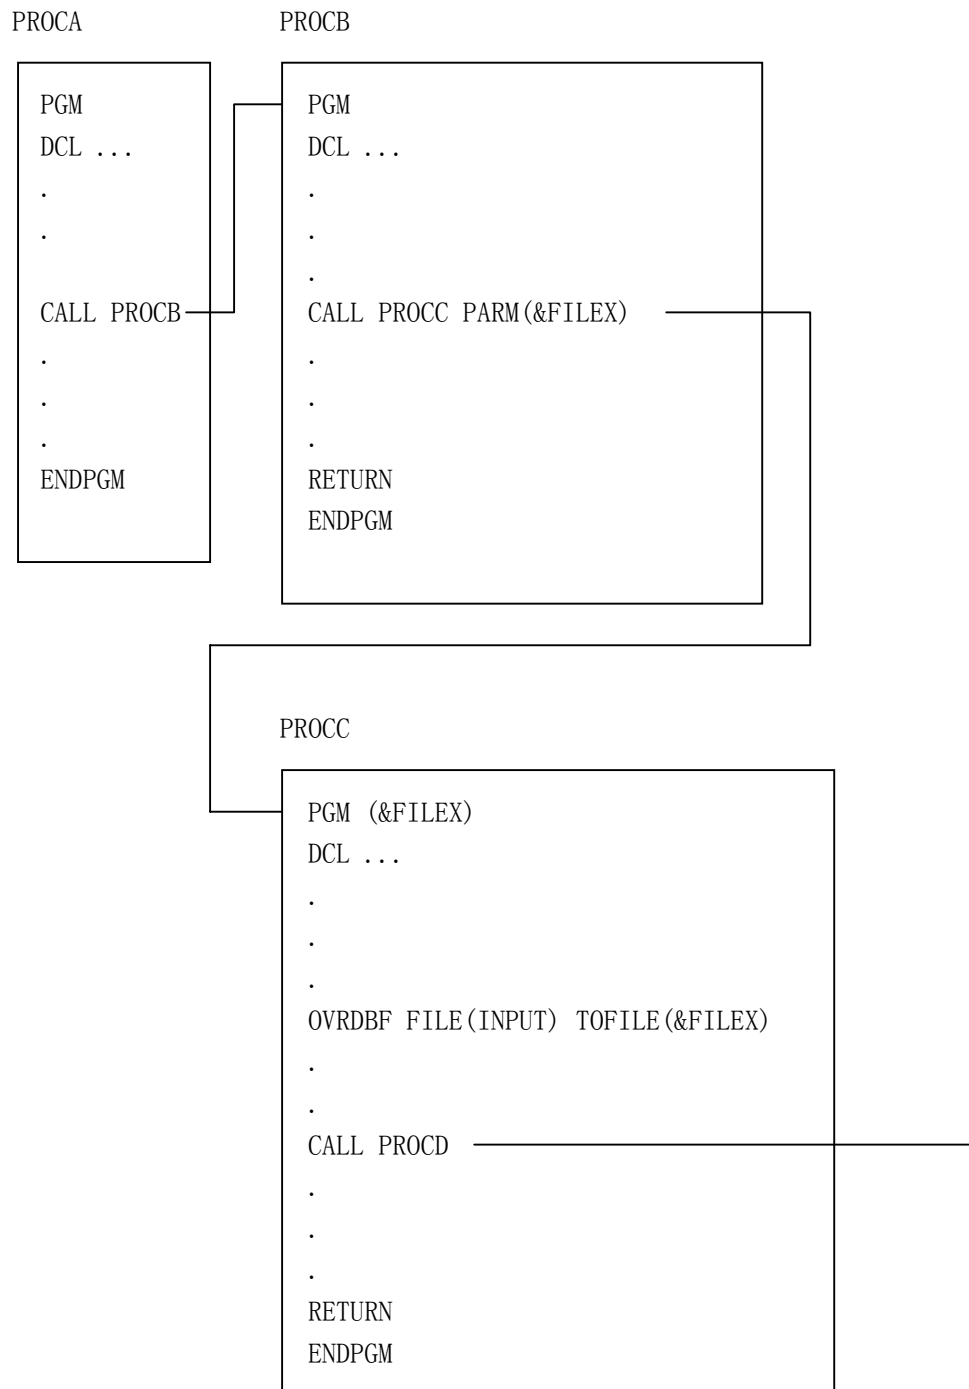 PROCA
PGM
DCL ...
.
.
CALL PROCB
.
.
.
ENDPGM
PROCB
PGM
DCL ...
.
.
.
CALL PROCC PARM(&FILEX)
.
.
.
RETURN
ENDPGM
PROCC
PGM (&FILEX)
DCL ...
.
.
.
OVRDBF FILE(INPUT) TOFILE(&FILEX)
.
.
CALL PROCD
.
.
.
RETURN
ENDPGM